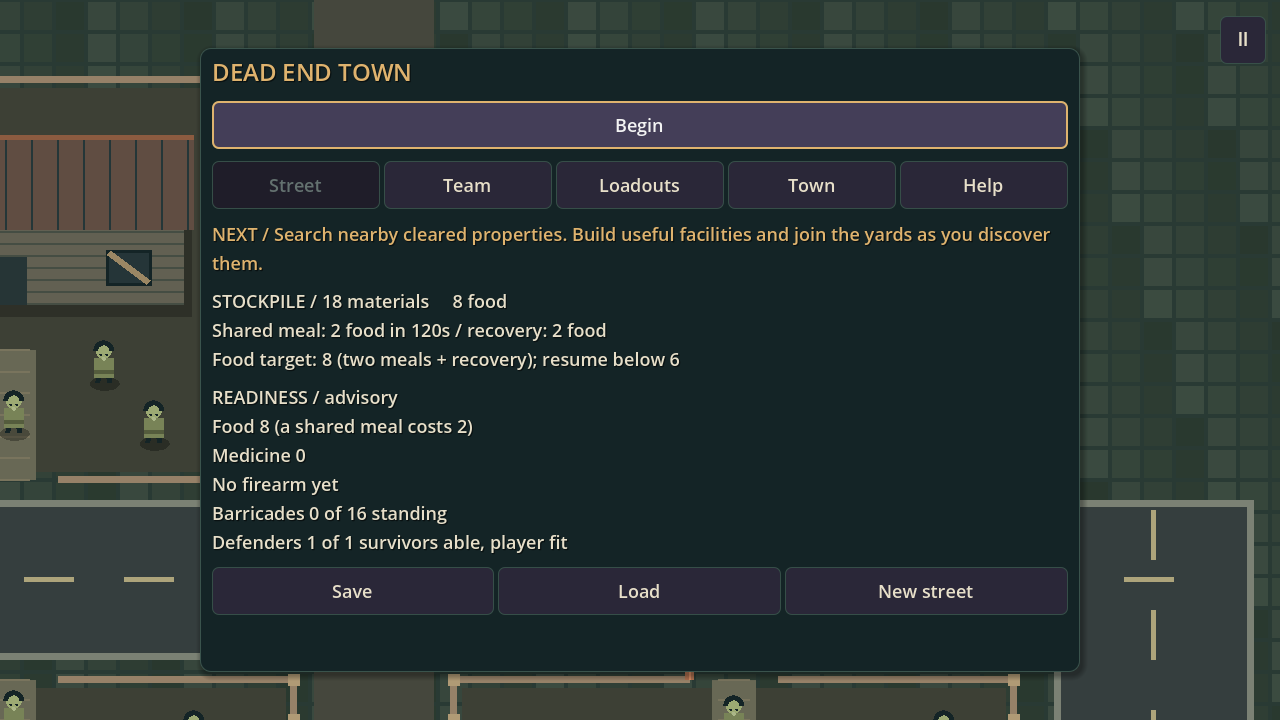 DEAD END TOWN
Begin
Street Team Loadouts Town Help
NEXT / Search nearby cleared properties. Build useful facilities and join the yards as you discover
them.
STOCKPILE / 18 materials 8 food
Shared meal: 2 food in 120s / recovery: 2 food
Food target: 8 (two meals + recovery); resume below 6
READINESS / advisory
Food 8 (a shared meal costs 2)
Medicine 0
No firearm yet
Barricades 0 of 16 standing
Defenders 1 of 1 survivors able, player fit
Save Load New street